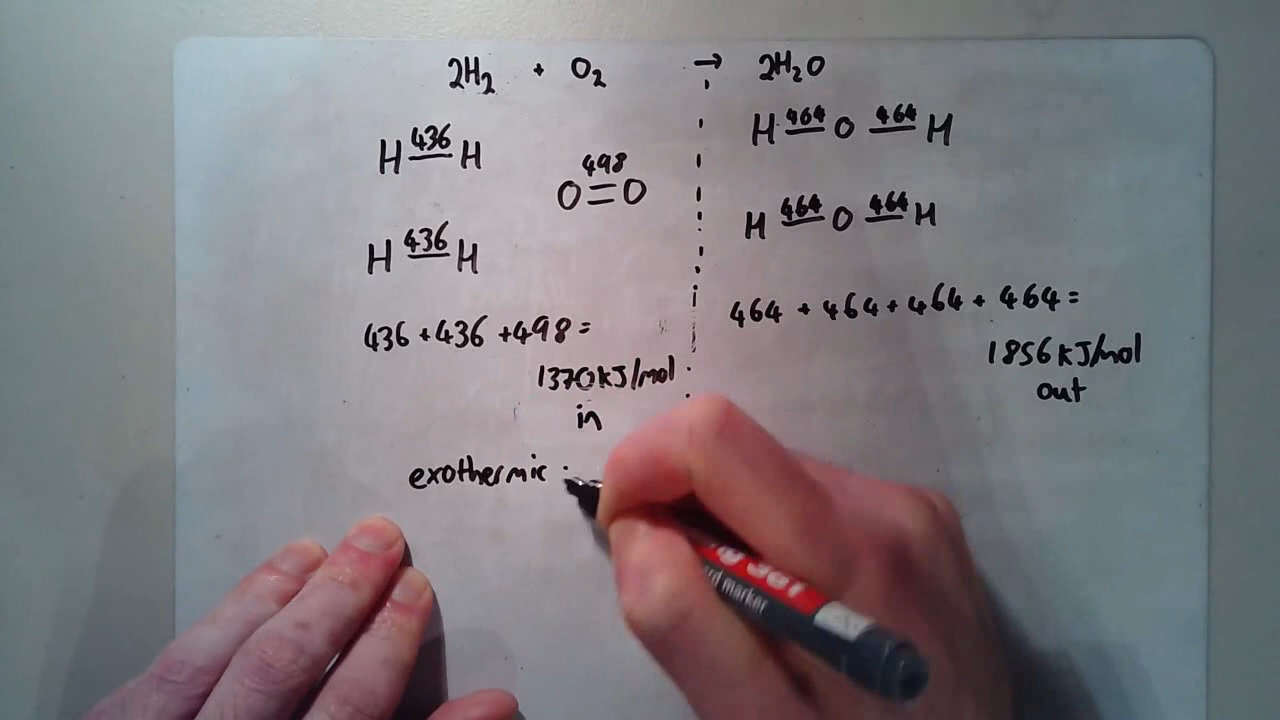 2H₂ + O₂ → 2H₂O
H 436 H
O 498 O
H 436 H
436 + 436 + 498 =
1370 kJ/mol
in
H 464 O 464 H
H 464 O 464 H
464 + 464 + 464 + 464 =
1856 kJ/mol
out
exothermic :
marker